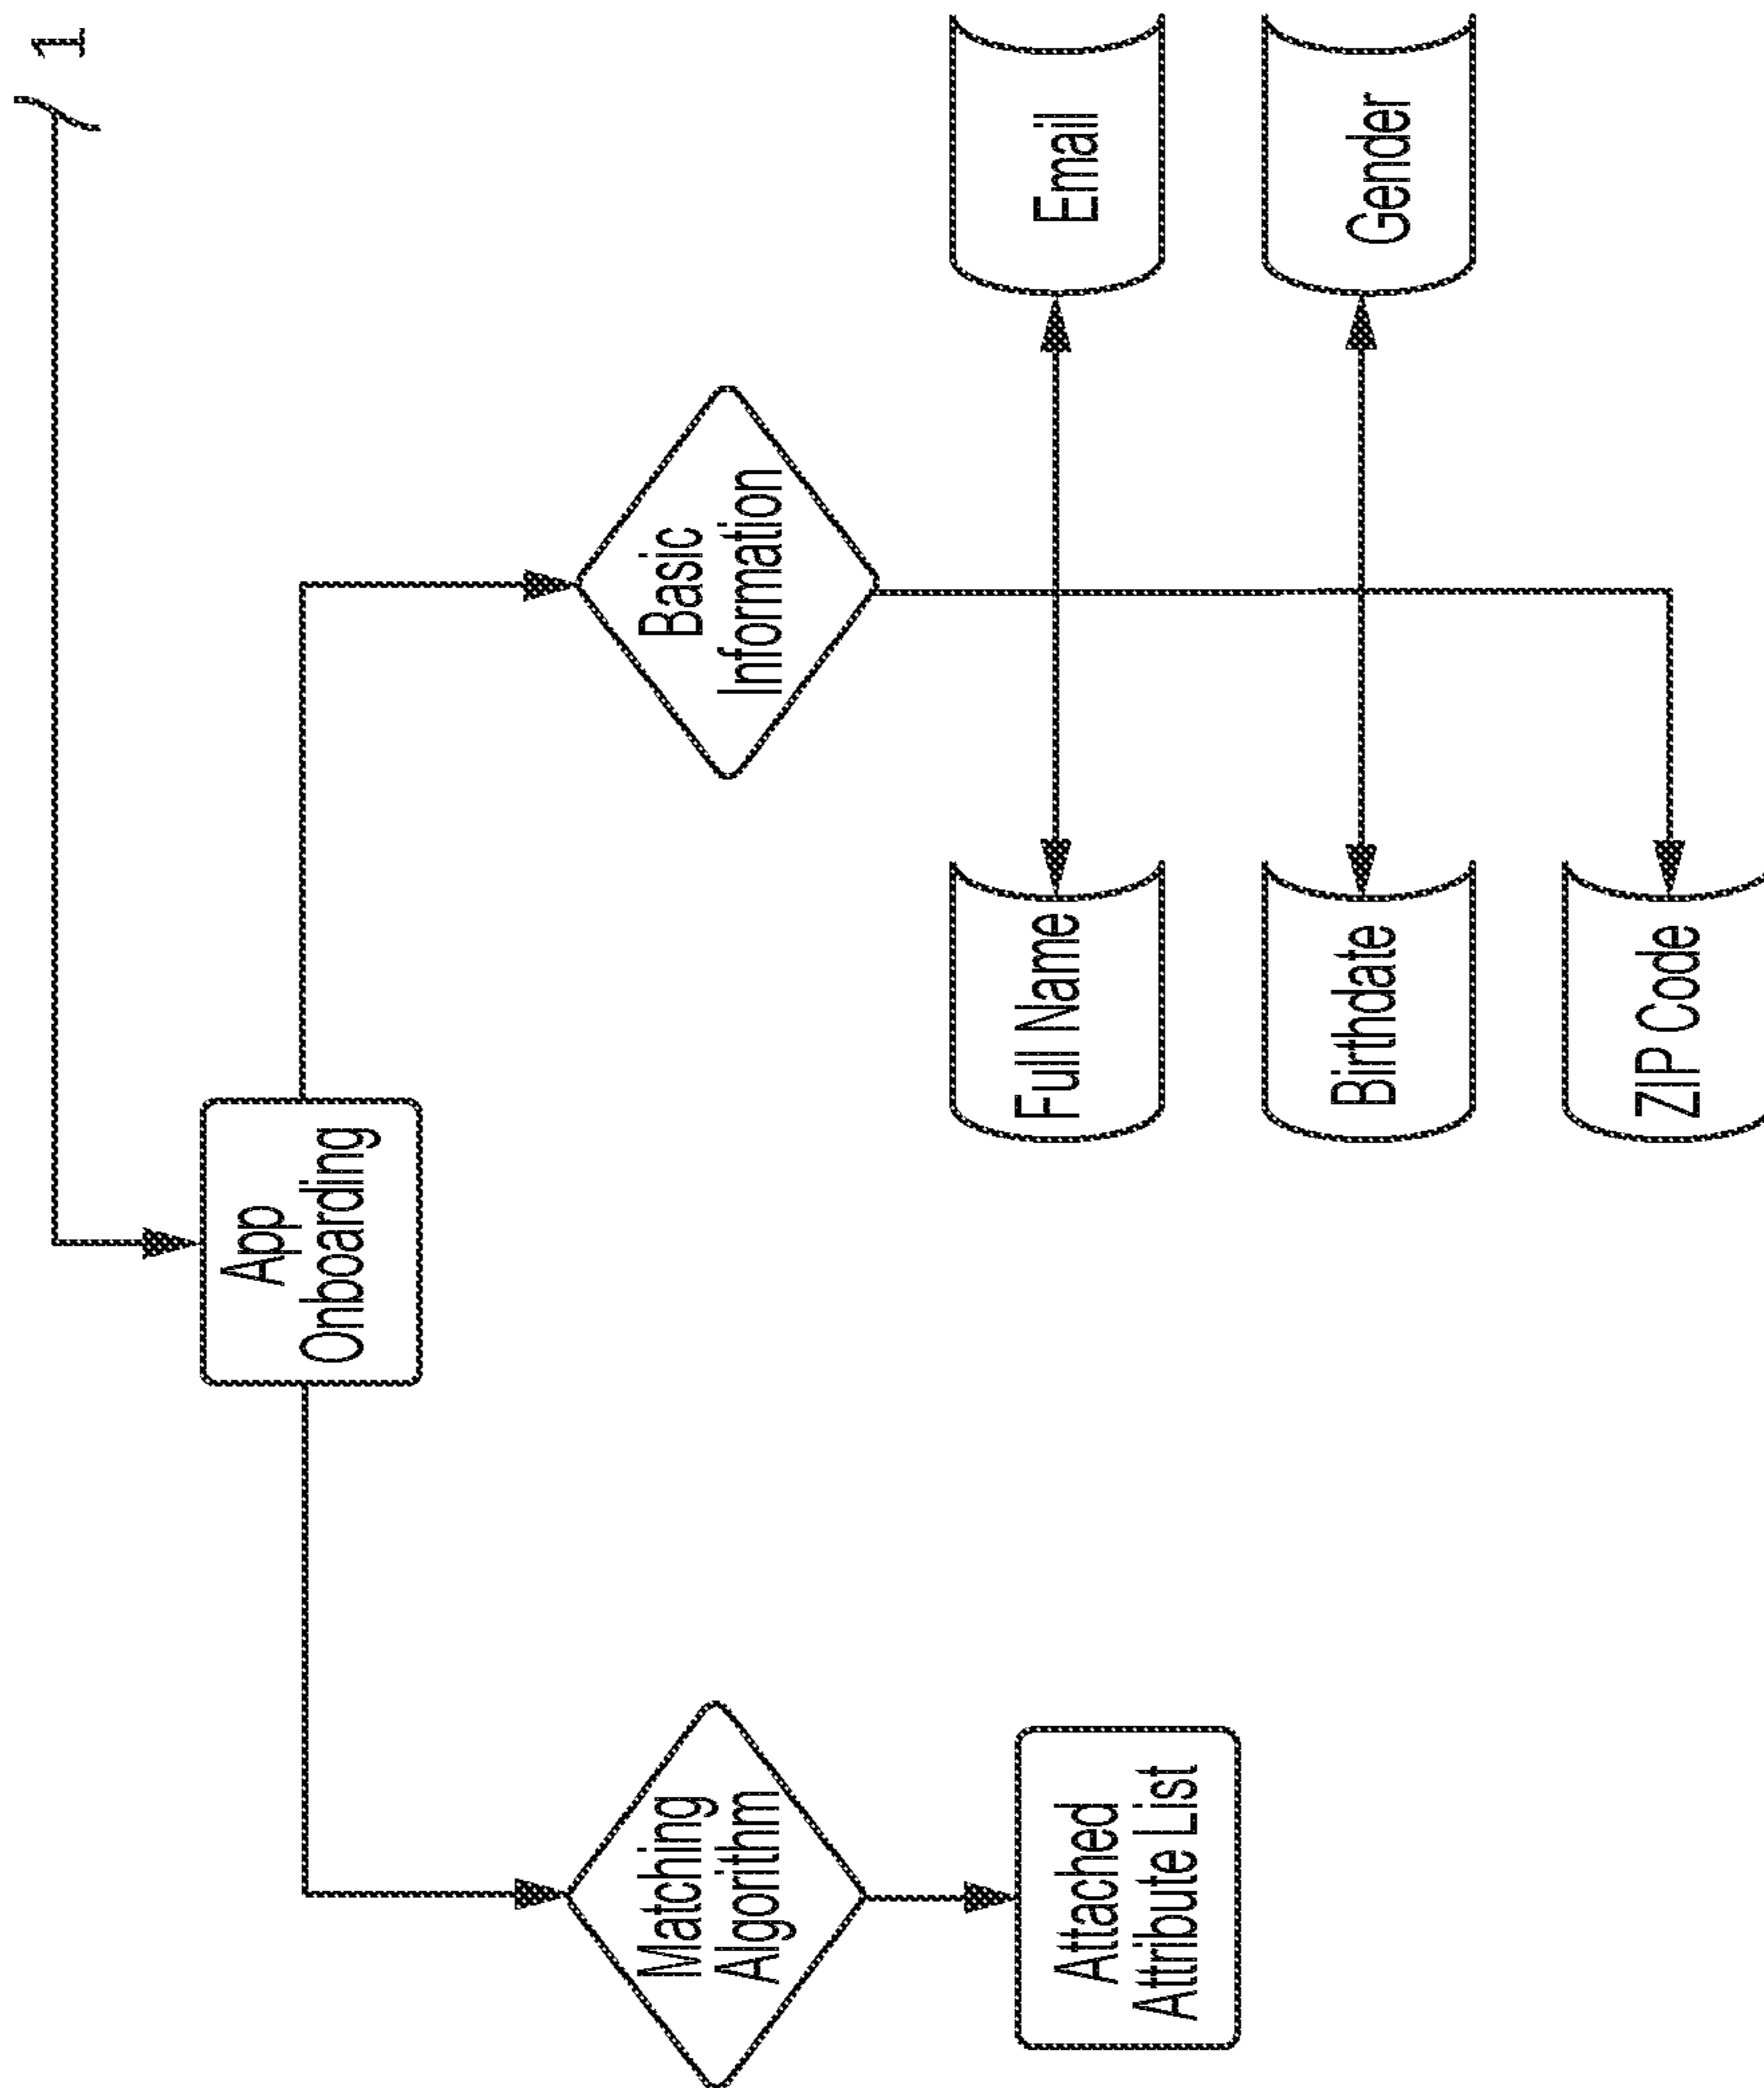 1
App
Onboarding
Matching
Algorithm
Basic
Information
Attached
Attribute List
Full Name
Email
Birthdate
Gender
ZIP Code